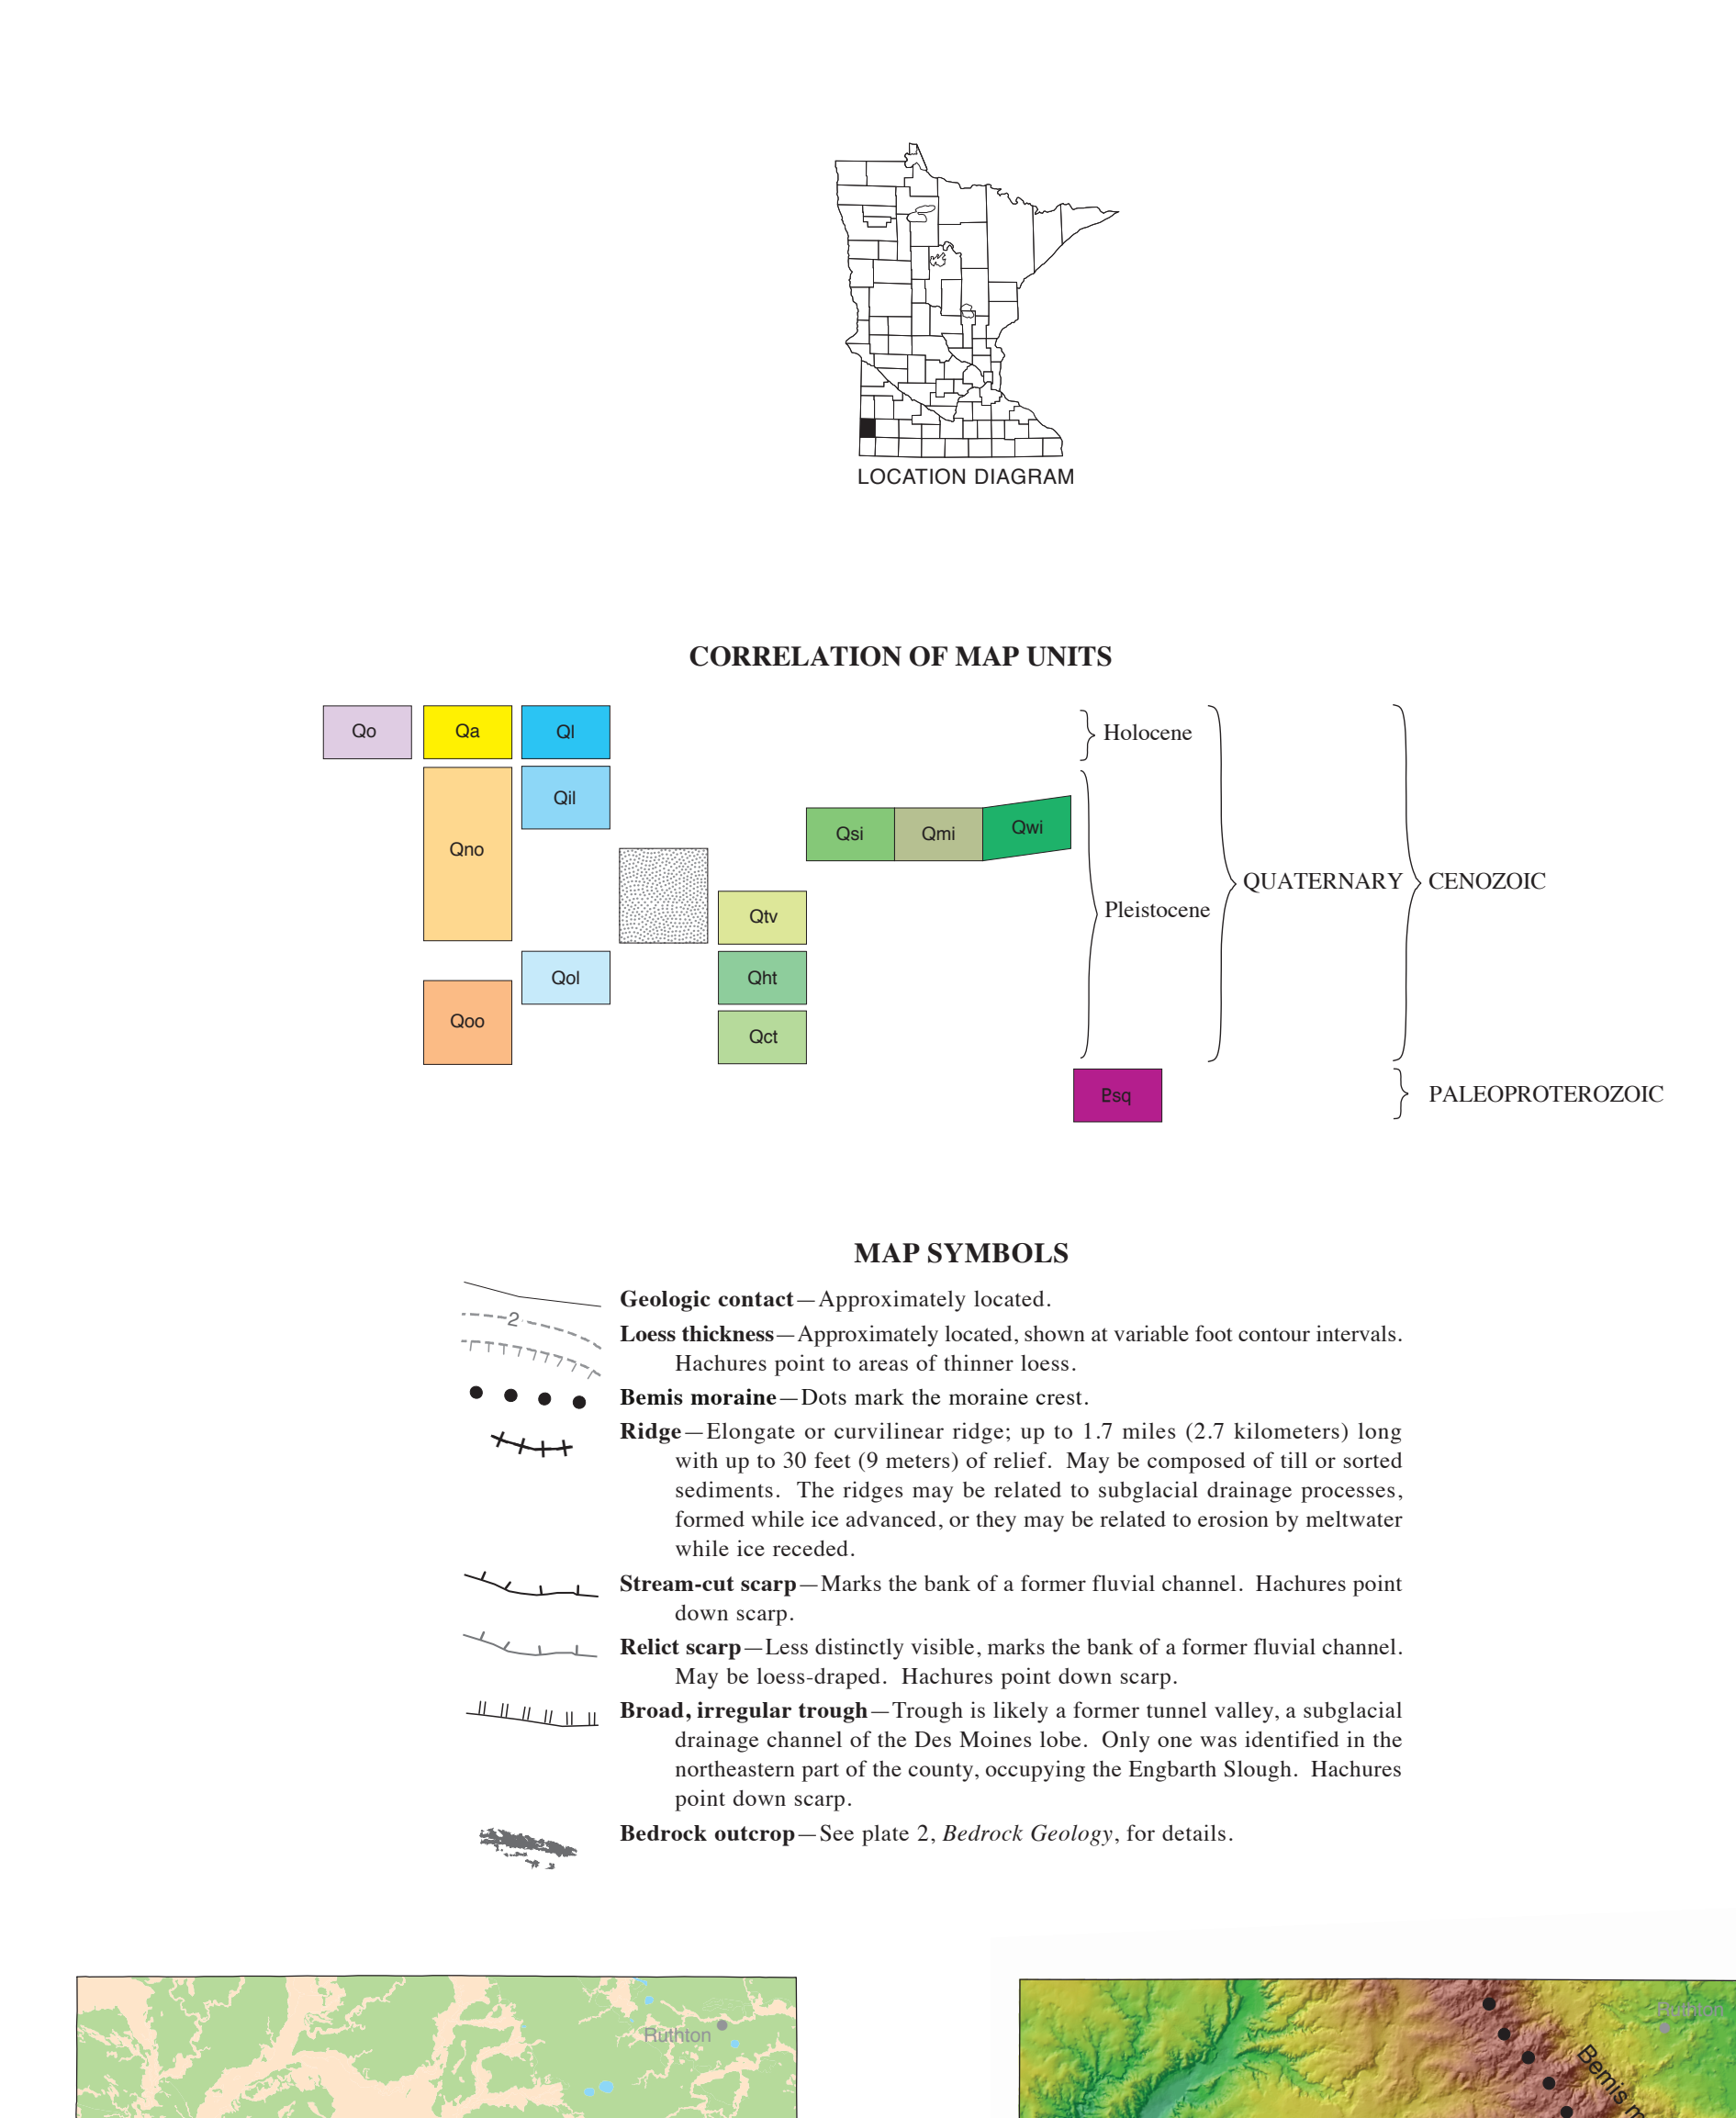 LOCATION DIAGRAM
CORRELATION OF MAP UNITS
Qo
Qa
Ql
Holocene
Qil
Qno
Qsi
Qmi
Qwi
Qtv
Pleistocene
QUATERNARY
CENOZOIC
Qol
Qht
Qoo
Qct
Psq
PALEOPROTEROZOIC
MAP SYMBOLS
Geologic contact—Approximately located.
2
Loess thickness—Approximately located, shown at variable foot contour intervals.
Hachures point to areas of thinner loess.
Bemis moraine—Dots mark the moraine crest.
Ridge—Elongate or curvilinear ridge; up to 1.7 miles (2.7 kilometers) long
with up to 30 feet (9 meters) of relief. May be composed of till or sorted
sediments. The ridges may be related to subglacial drainage processes,
formed while ice advanced, or they may be related to erosion by meltwater
while ice receded.
Stream-cut scarp—Marks the bank of a former fluvial channel. Hachures point
down scarp.
Relict scarp—Less distinctly visible, marks the bank of a former fluvial channel.
May be loess-draped. Hachures point down scarp.
Broad, irregular trough—Trough is likely a former tunnel valley, a subglacial
drainage channel of the Des Moines lobe. Only one was identified in the
northeastern part of the county, occupying the Engbarth Slough. Hachures
point down scarp.
Bedrock outcrop—See plate 2, Bedrock Geology, for details.
Ruthton
Ruthton
Bemis